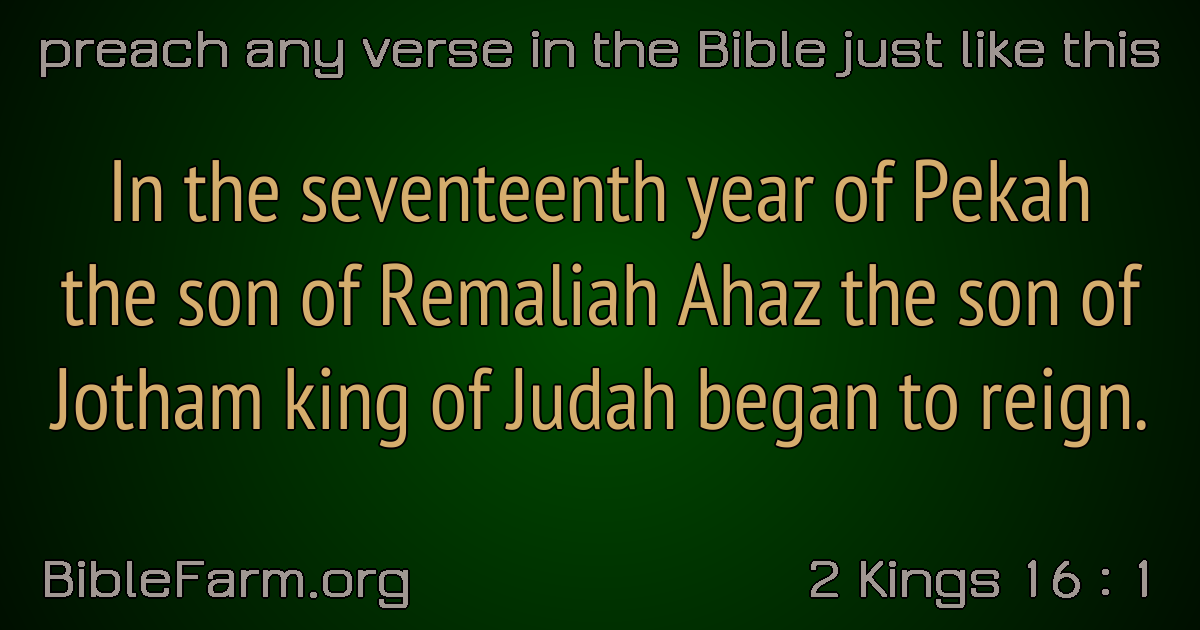 preach any verse in the Bible just like this
In the seventeenth year of Pekah
the son of Remaliah Ahaz the son of
Jotham king of Judah began to reign.
BibleFarm.org
2 Kings 16 : 1